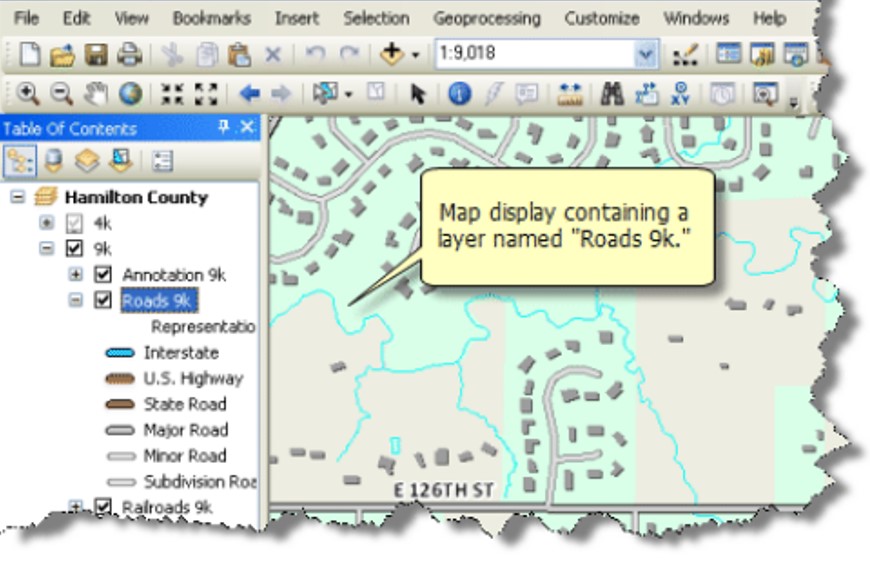 File Edit View Bookmarks Insert Selection Geoprocessing Customize Windows Help
1:9,018
XY
Table Of Contents
Hamilton County
4k
9k
Annotation 9k
Roads 9k
Representatio
Interstate
U.S. Highway
State Road
Major Road
Minor Road
Subdivision Roa
Railroads 9k
Map display containing a
layer named "Roads 9k."
E 126TH ST